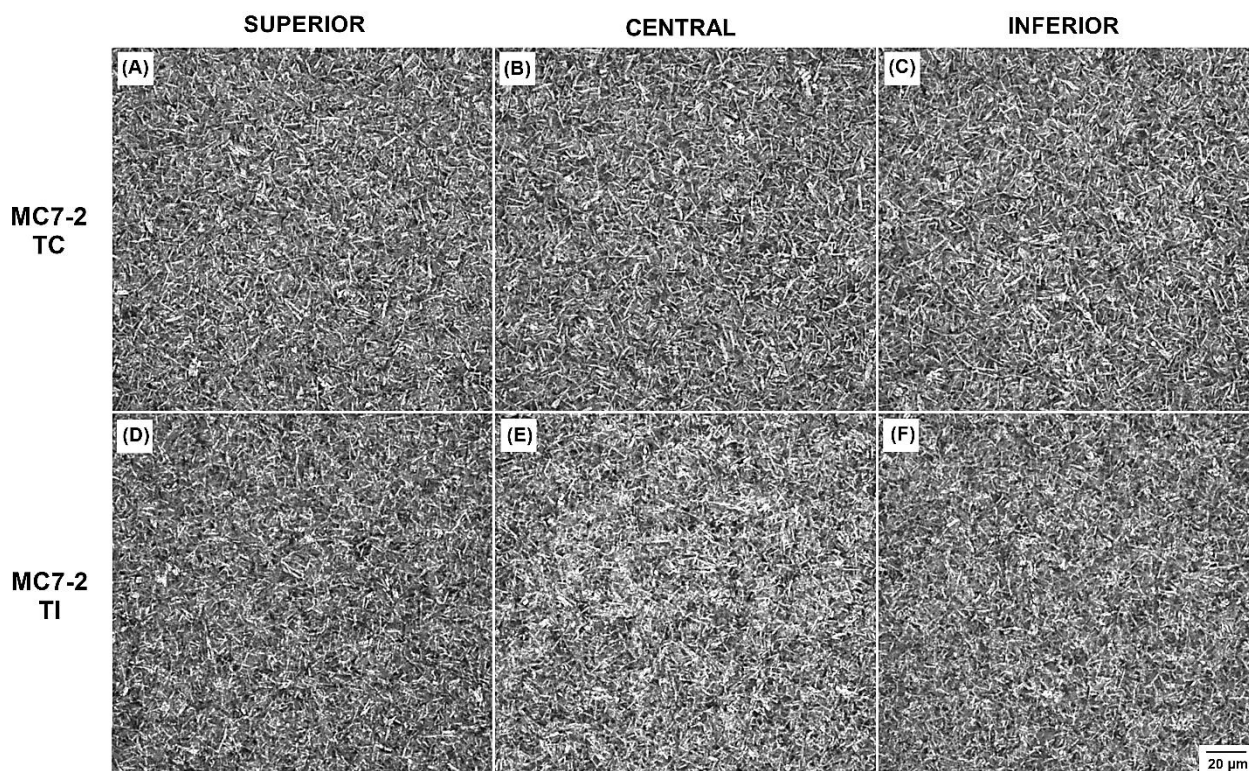 SUPERIOR
CENTRAL
INFERIOR
(A)
(B)
(C)
MC7-2
TC
(D)
(E)
(F)
MC7-2
TI
20 µm